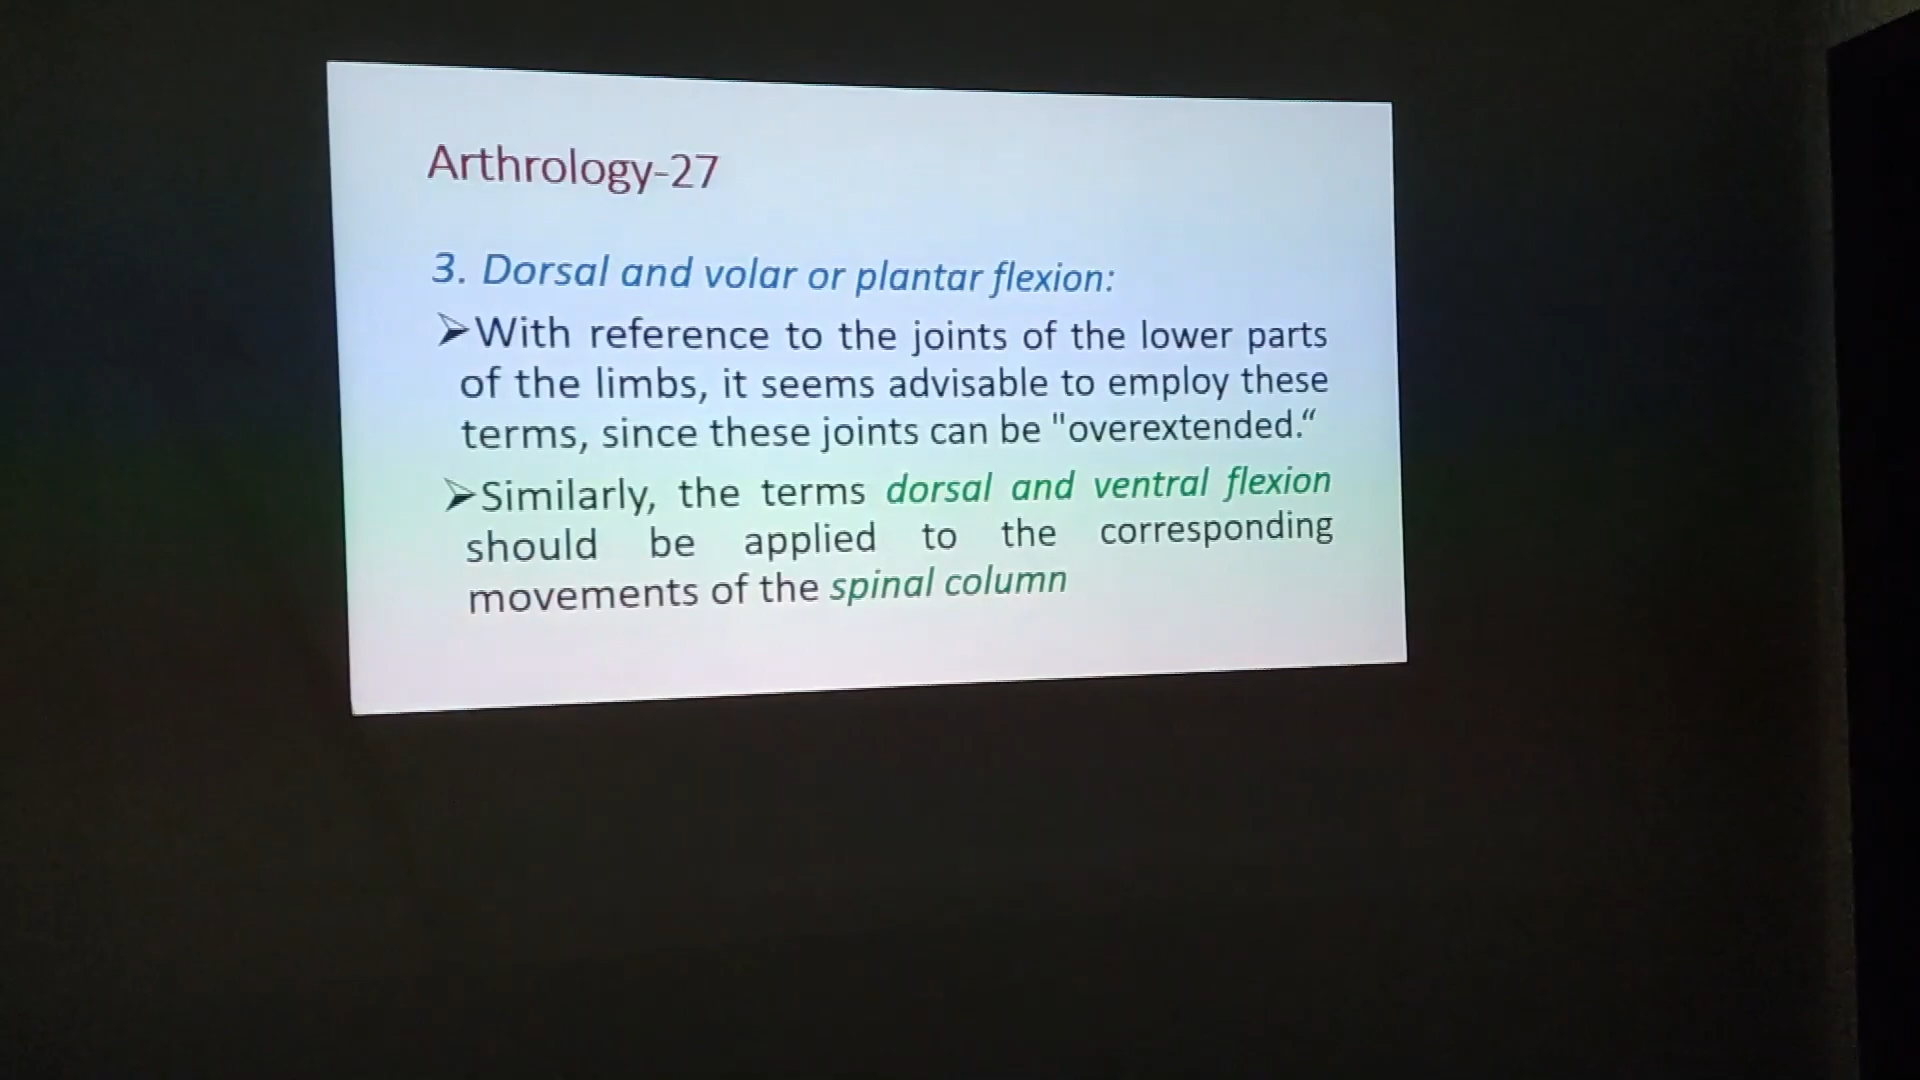 Arthrology-27
3. Dorsal and volar or plantar flexion:
➢With reference to the joints of the lower parts
of the limbs, it seems advisable to employ these
terms, since these joints can be "overextended.“
➢Similarly, the terms dorsal and ventral flexion
should be applied to the corresponding
movements of the spinal column